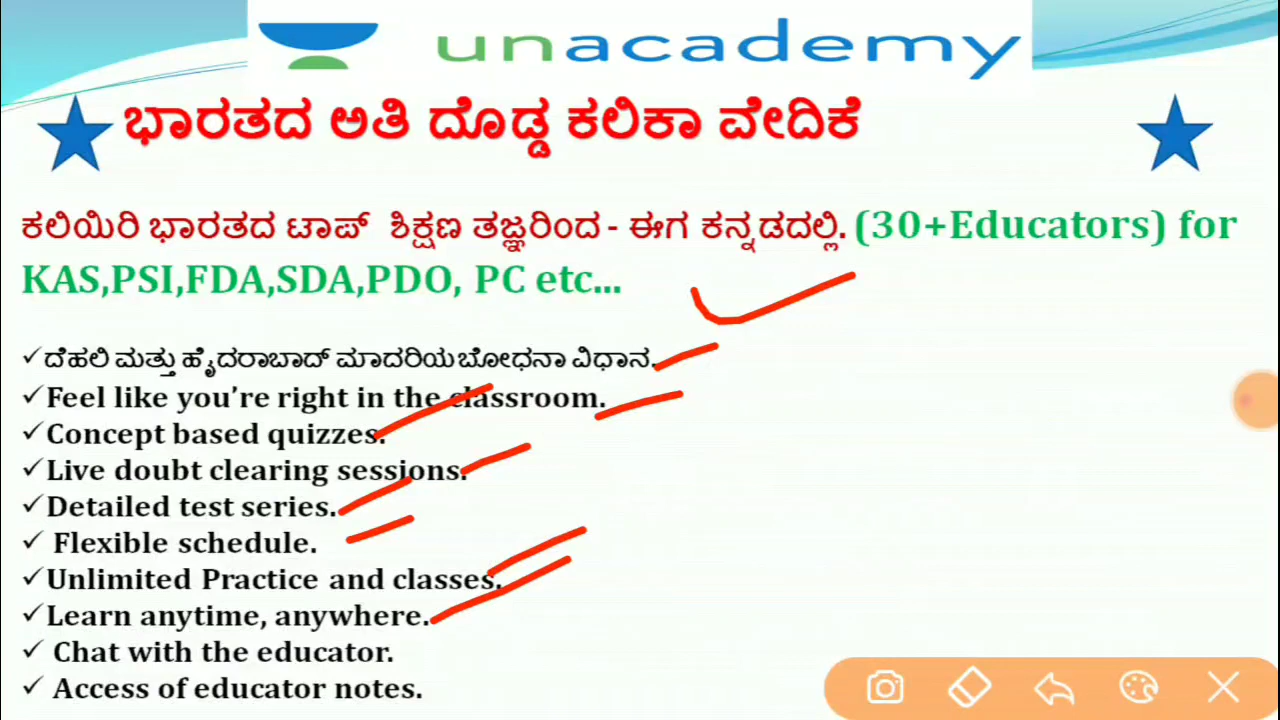 unacademy
ಭಾರತದ ಅತಿ ದೊಡ್ಡ ಕಲಿಕಾ ವೇದಿಕೆ
ಕಲಿಯಿರಿ ಭಾರತದ ಟಾಪ್ ಶಿಕ್ಷಣ ತಜ್ಞರಿಂದ - ಈಗ ಕನ್ನಡದಲ್ಲಿ. (30+Educators) for
KAS,PSI,FDA,SDA,PDO, PC etc...
✓ದೆಹಲಿ ಮತ್ತು ಹೈದರಾಬಾದ್ ಮಾದರಿಯ ಬೋಧನಾ ವಿಧಾನ.
✓Feel like you're right in the classroom.
✓Concept based quizzes.
✓Live doubt clearing sessions.
✓Detailed test series.
✓ Flexible schedule.
✓Unlimited Practice and classes.
✓Learn anytime, anywhere.
✓ Chat with the educator.
✓ Access of educator notes.